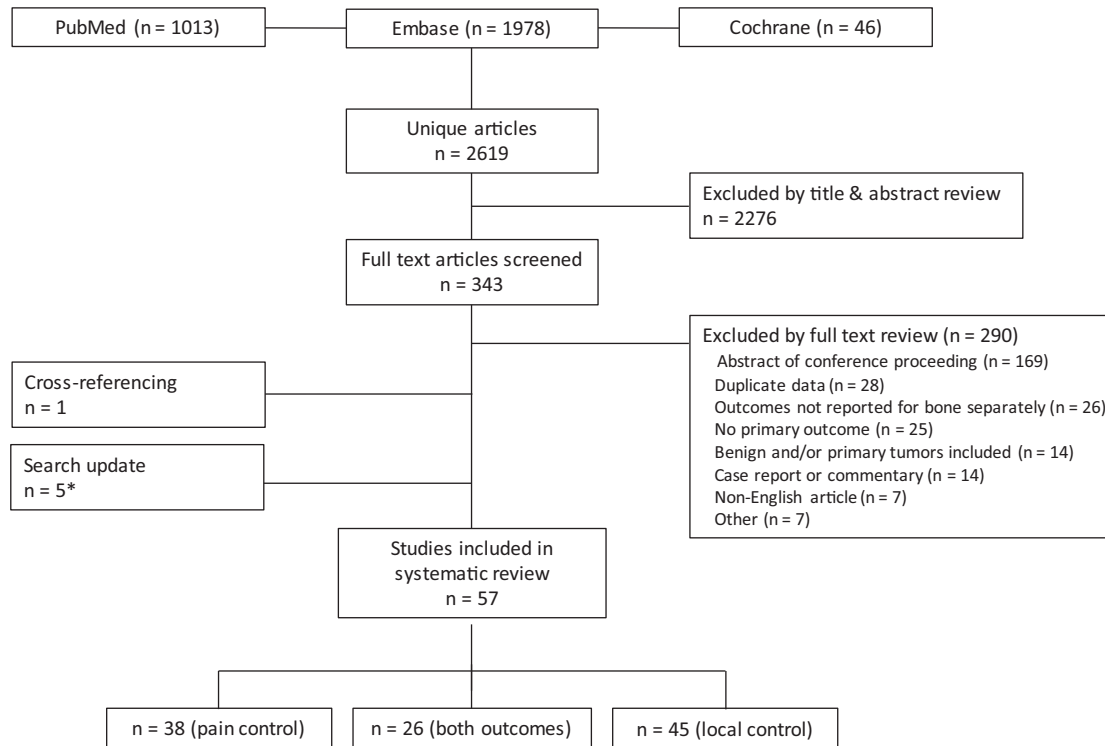 PubMed (n = 1013)
Embase (n = 1978)
Cochrane (n = 46)
Unique articles
n = 2619
Excluded by title & abstract review
n = 2276
Full text articles screened
n = 343
Excluded by full text review (n = 290)
Abstract of conference proceeding (n = 169)
Duplicate data (n = 28)
Outcomes not reported for bone separately (n = 26)
No primary outcome (n = 25)
Benign and/or primary tumors included (n = 14)
Case report or commentary (n = 14)
Non-English article (n = 7)
Other (n = 7)
Cross-referencing
n = 1
Search update
n = 5*
Studies included in
systematic review
n = 57
n = 38 (pain control)
n = 26 (both outcomes)
n = 45 (local control)